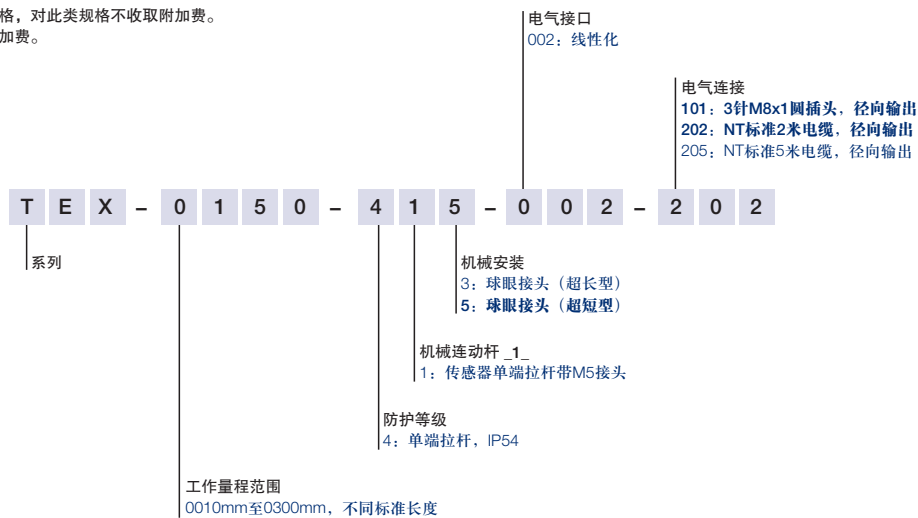 格，对此类规格不收取附加费。
加费。
电气接口
002：线性化
电气连接
101：3针M8x1圆插头，径向输出
202：NT标准2米电缆，径向输出
205：NT标准5米电缆，径向输出
T E X – 0 1 5 0 – 4 1 5 – 0 0 2 – 2 0 2
系列
机械安装
3：球眼接头（超长型）
5：球眼接头（超短型）
机械连动杆 _1_
1：传感器单端拉杆带M5接头
防护等级
4：单端拉杆，IP54
工作量程范围
0010mm至0300mm，不同标准长度